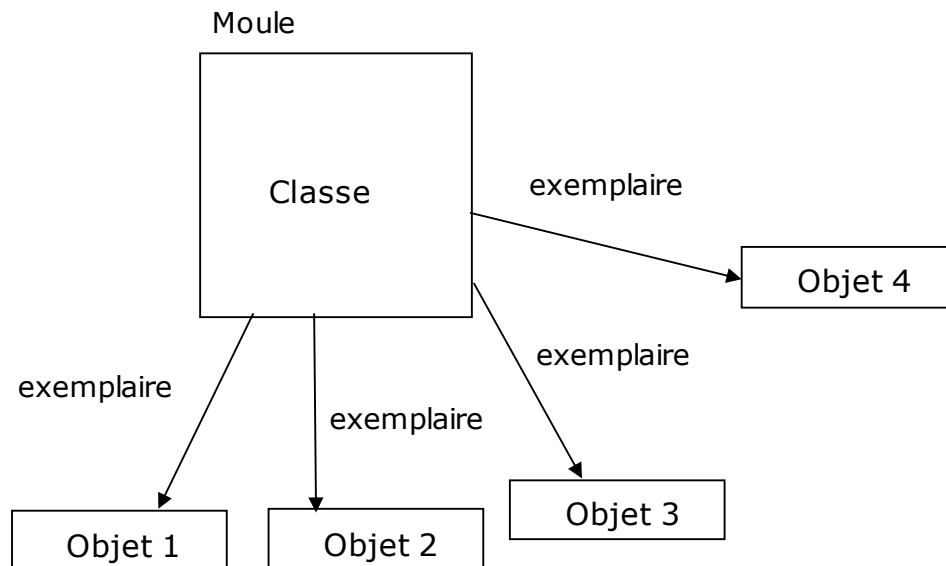 Moule
Classe
exemplaire
Objet 4
exemplaire
exemplaire
exemplaire
Objet 3
Objet 1
Objet 2